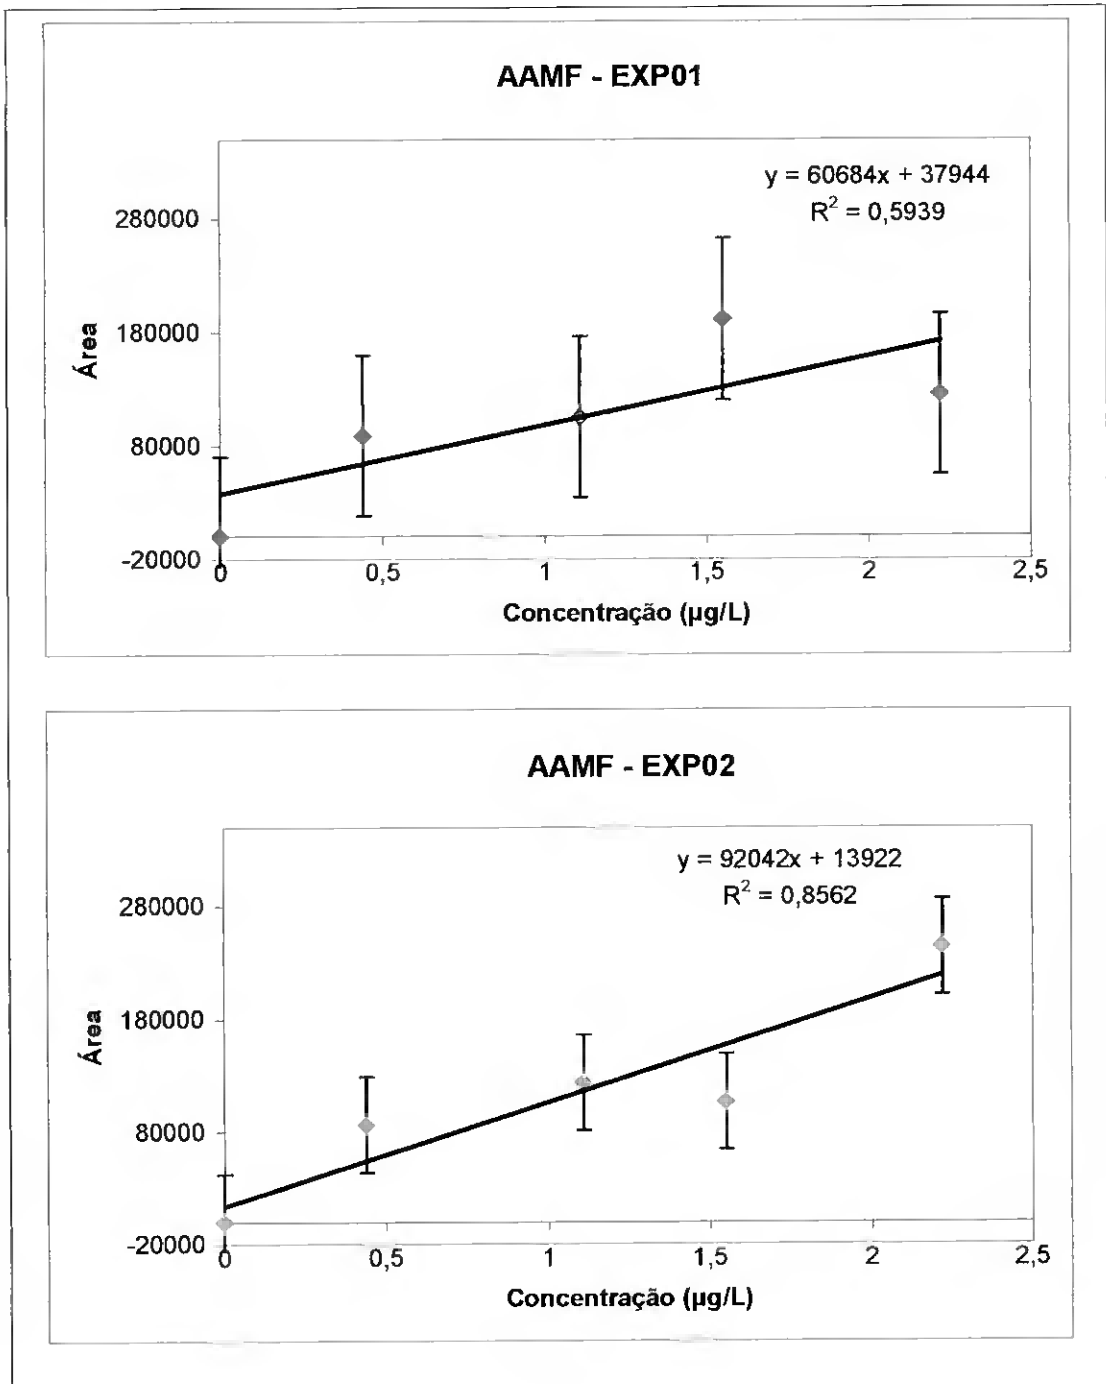 AAMF - EXP01
y = 60684x + 37944
R² = 0,5939
280000
180000
80000
-20000
Área
0 0,5 1 1,5 2 2,5
Concentração (µg/L)
AAMF - EXP02
y = 92042x + 13922
R² = 0,8562
280000
180000
80000
-20000
Área
0 0,5 1 1,5 2 2,5
Concentração (µg/L)